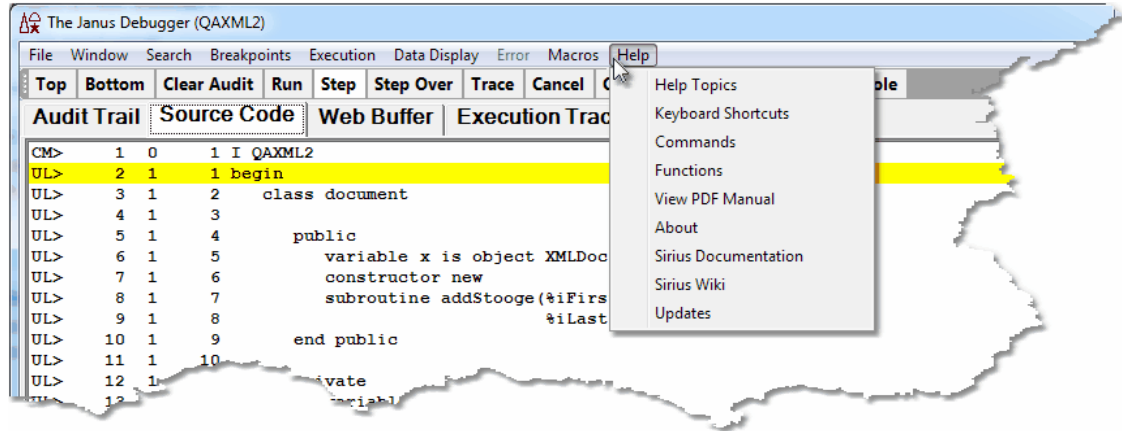 The Janus Debugger (QAXML2)
File Window Search Breakpoints Execution Data Display Error Macros Help
Top Bottom Clear Audit Run Step Step Over Trace Cancel
Audit Trail Source Code Web Buffer Execution
Help Topics
Keyboard Shortcuts
Commands
Functions
View PDF Manual
About
Sirius Documentation
Sirius Wiki
Updates
CM> 1 0 1 I QAXML2
UL> 2 1 1 begin
UL> 3 1 2 class document
UL> 4 1 3
UL> 5 1 4 public
UL> 6 1 5 variable x is object XMLDoc
UL> 7 1 6 constructor new
UL> 8 1 7 subroutine addStooge(%iFirs
UL> 9 1 8 %iLast
UL> 10 1 9 end public
UL> 11 1 10
UL> 12 1